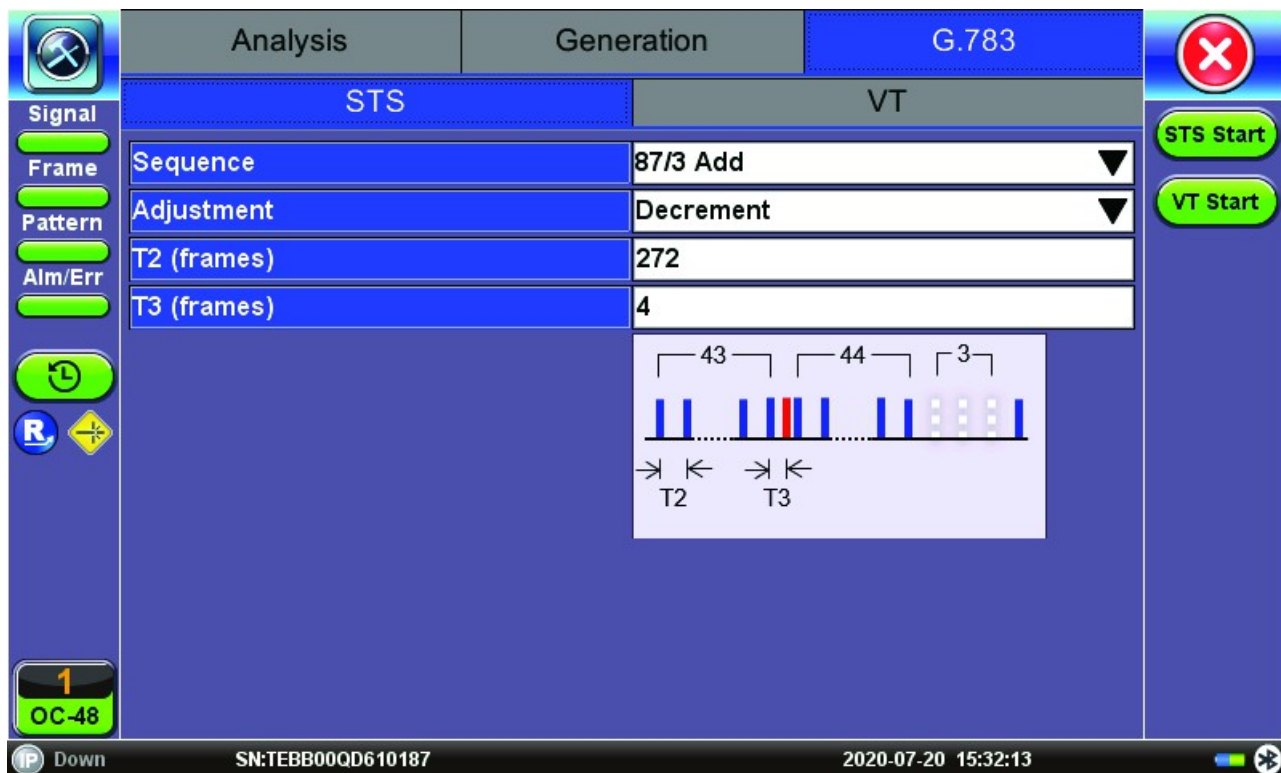 Analysis Generation G.783
STS VT
Signal
Frame
Pattern
Alm/Err
Sequence 87/3 Add
Adjustment Decrement
T2 (frames) 272
T3 (frames) 4
43 44 3
T2 T3
STS Start
VT Start
R
1
OC-48
IP Down SN:TEBB00QD610187 2020-07-20 15:32:13